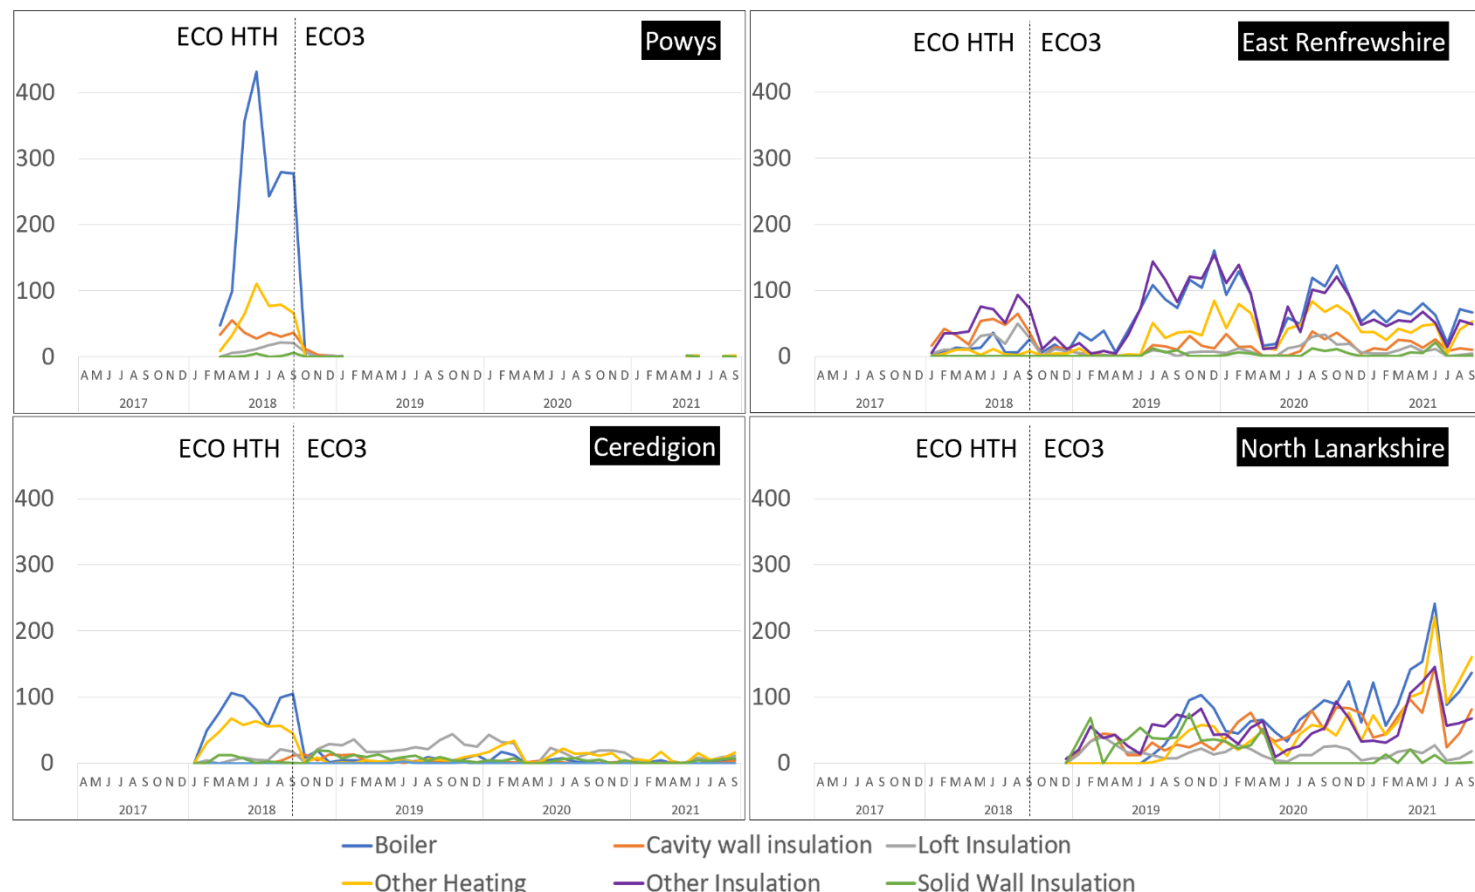 ECO HTH ECO3 Powys
400
300
200
100
0
A M J J A S O N D J F M A M J J A S O N D J F M A M J J A S O N D J F M A M J J A S O N D J F M A M J J A S
2017 2018 2019 2020 2021
ECO HTH ECO3 East Renfrewshire
400
300
200
100
0
A M J J A S O N D J F M A M J J A S O N D J F M A M J J A S O N D J F M A M J J A S O N D J F M A M J J A S
2017 2018 2019 2020 2021
ECO HTH ECO3 Ceredigion
400
300
200
100
0
A M J J A S O N D J F M A M J J A S O N D J F M A M J J A S O N D J F M A M J J A S O N D J F M A M J J A S
2017 2018 2019 2020 2021
ECO HTH ECO3 North Lanarkshire
400
300
200
100
0
A M J J A S O N D J F M A M J J A S O N D J F M A M J J A S O N D J F M A M J J A S O N D J F M A M J J A S
2017 2018 2019 2020 2021
Boiler Cavity wall insulation Loft Insulation
Other Heating Other Insulation Solid Wall Insulation